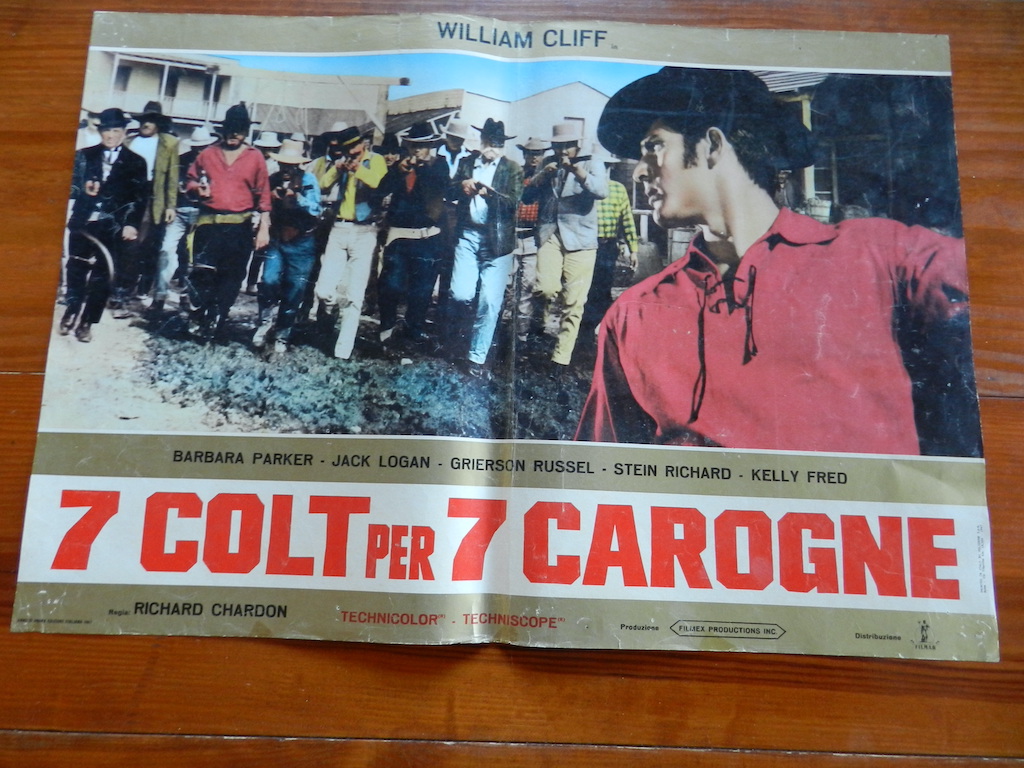 WILLIAM CLIFF in
BARBARA PARKER - JACK LOGAN - GRIERSON RUSSEL - STEIN RICHARD - KELLY FRED
7 COLT PER 7 CAROGNE
Regia: RICHARD CHARDON
TECHNICOLOR(R) - TECHNISCOPE(R)
Produzione FILMEX PRODUCTIONS INC.
Distribuzione